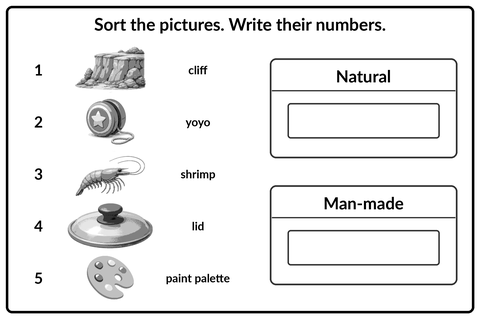 Sort the pictures. Write their numbers.
1 cliff
2 yoyo
3 shrimp
4 lid
5 paint palette
Natural
Man-made